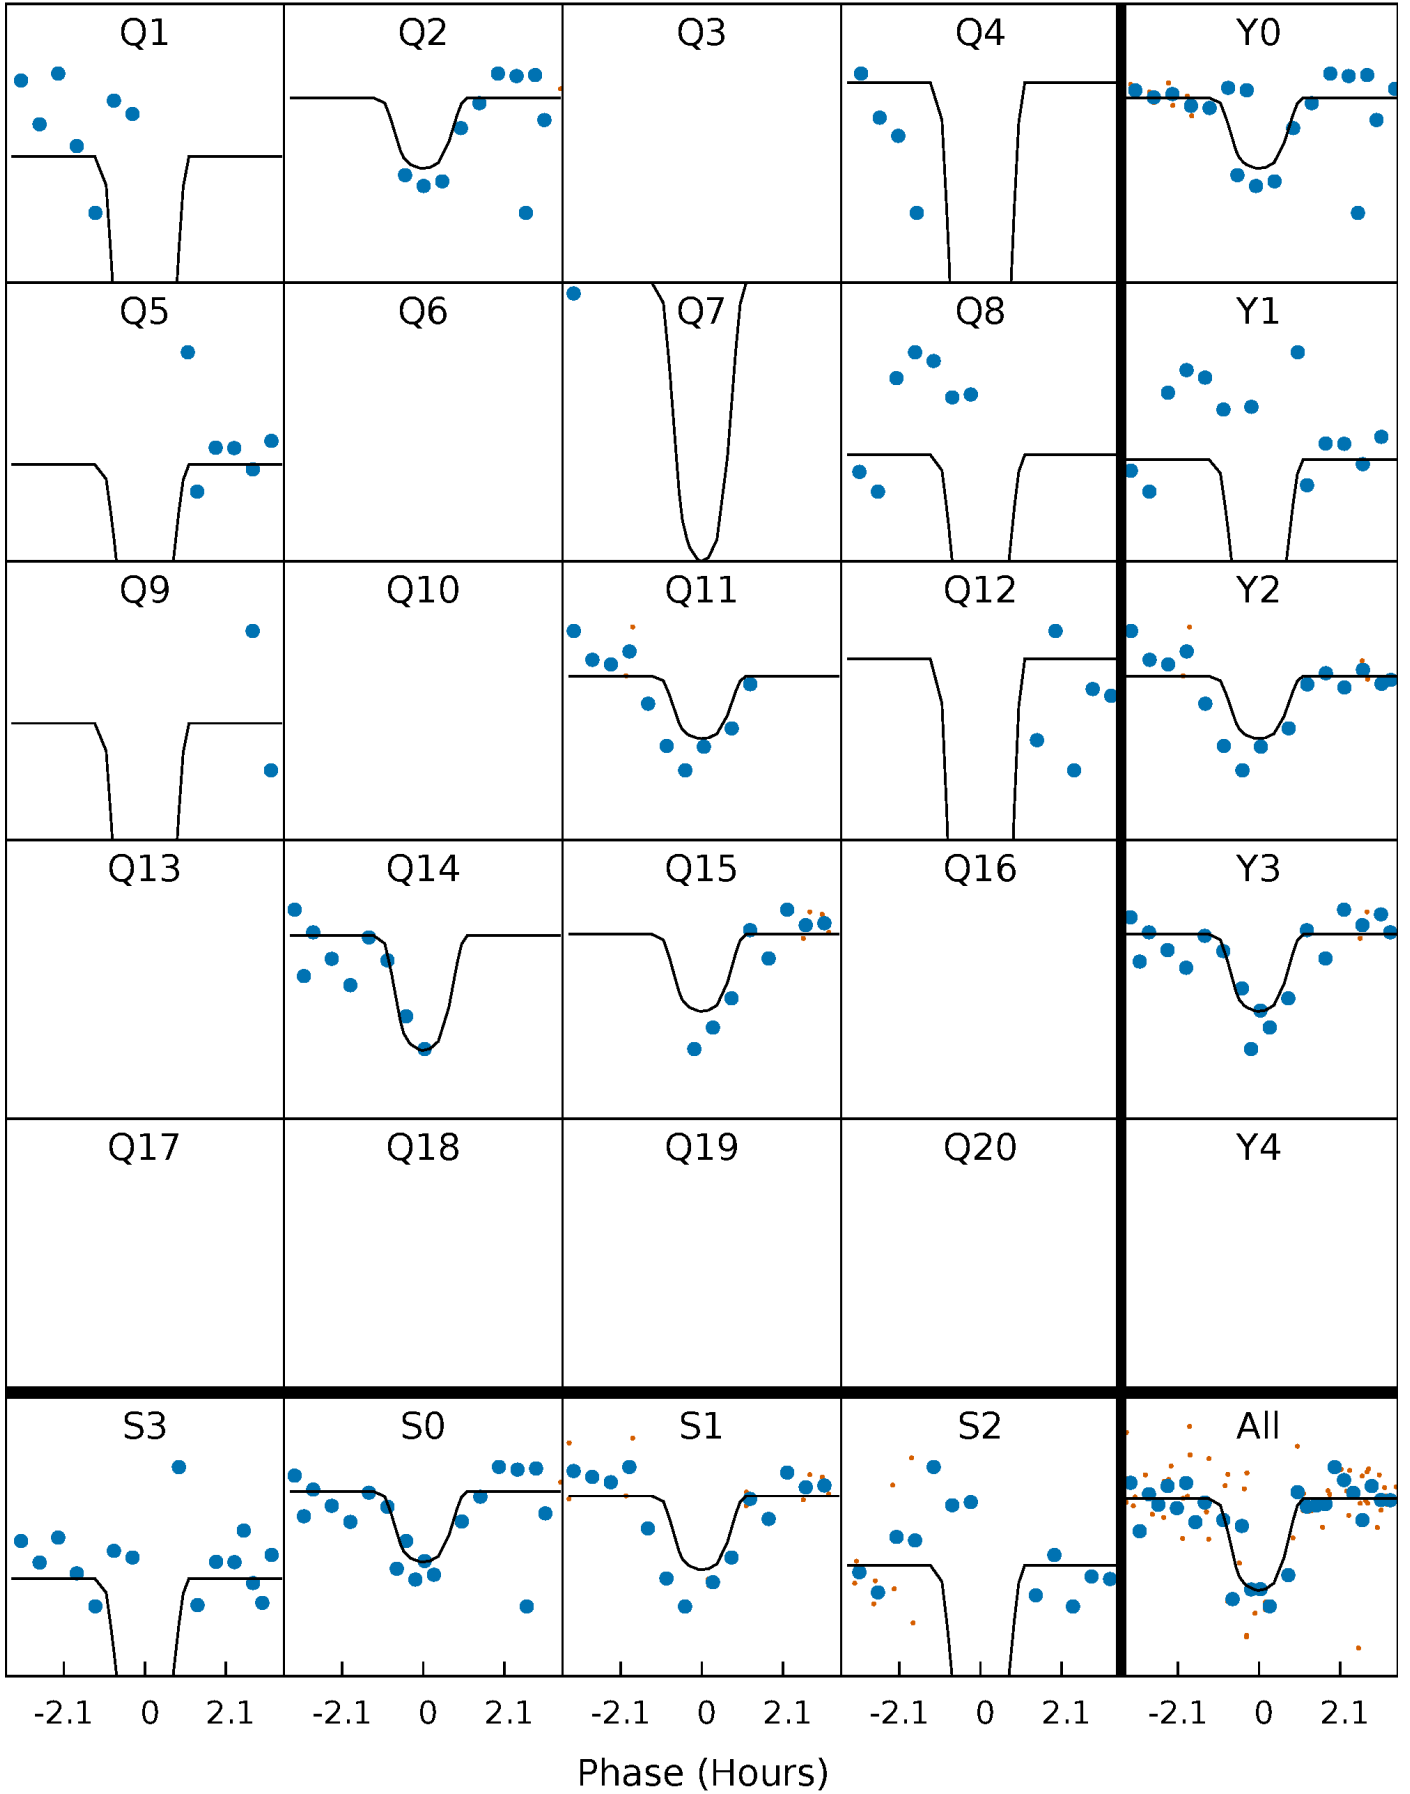 Q1 Q2 Q3 Q4 Y0
Q5 Q6 Q7 Q8 Y1
Q9 Q10 Q11 Q12 Y2
Q13 Q14 Q15 Q16 Y3
Q17 Q18 Q19 Q20 Y4
S3 S0 S1 S2 All
-2.1 0 2.1 -2.1 0 2.1 -2.1 0 2.1 -2.1 0 2.1 -2.1 0 2.1
Phase (Hours)